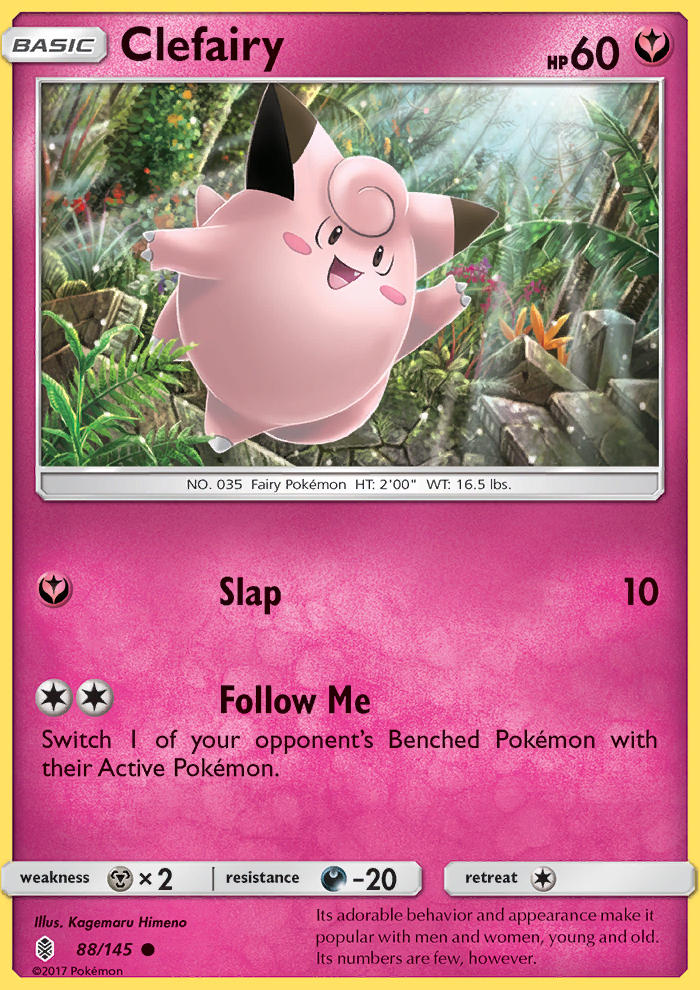 BASIC Clefairy HP60
NO. 035 Fairy Pokémon HT: 2'00" WT: 16.5 lbs.
Slap 10
Follow Me
Switch 1 of your opponent's Benched Pokémon with
their Active Pokémon.
weakness ×2 resistance -20 retreat
Illus. Kagemaru Himeno
88/145
©2017 Pokémon
Its adorable behavior and appearance make it
popular with men and women, young and old.
Its numbers are few, however.